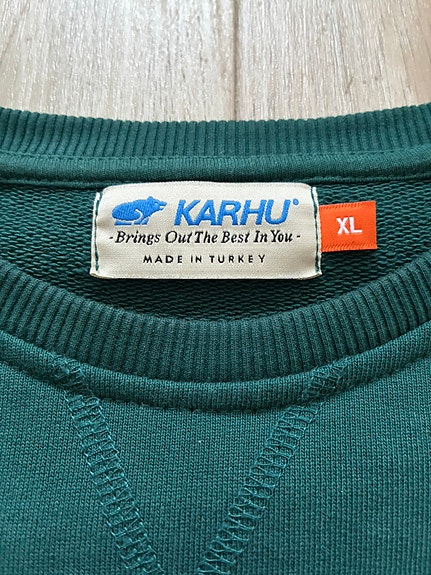 KARHU®
-Brings Out The Best In You-
MADE IN TURKEY
XL